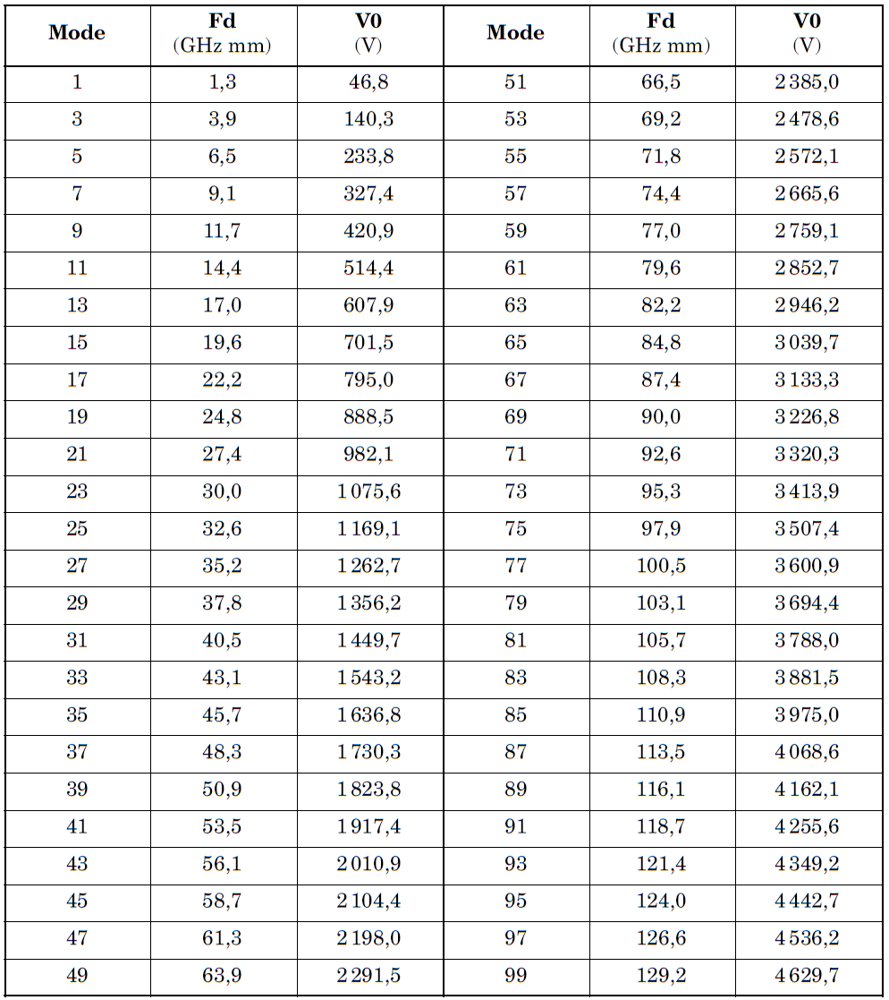 Mode Fd (GHz mm) V0 (V) Mode Fd (GHz mm) V0 (V)
1 1,3 46,8 51 66,5 2 385,0
3 3,9 140,3 53 69,2 2 478,6
5 6,5 233,8 55 71,8 2 572,1
7 9,1 327,4 57 74,4 2 665,6
9 11,7 420,9 59 77,0 2 759,1
11 14,4 514,4 61 79,6 2 852,7
13 17,0 607,9 63 82,2 2 946,2
15 19,6 701,5 65 84,8 3 039,7
17 22,2 795,0 67 87,4 3 133,3
19 24,8 888,5 69 90,0 3 226,8
21 27,4 982,1 71 92,6 3 320,3
23 30,0 1 075,6 73 95,3 3 413,9
25 32,6 1 169,1 75 97,9 3 507,4
27 35,2 1 262,7 77 100,5 3 600,9
29 37,8 1 356,2 79 103,1 3 694,4
31 40,5 1 449,7 81 105,7 3 788,0
33 43,1 1 543,2 83 108,3 3 881,5
35 45,7 1 636,8 85 110,9 3 975,0
37 48,3 1 730,3 87 113,5 4 068,6
39 50,9 1 823,8 89 116,1 4 162,1
41 53,5 1 917,4 91 118,7 4 255,6
43 56,1 2 010,9 93 121,4 4 349,2
45 58,7 2 104,4 95 124,0 4 442,7
47 61,3 2 198,0 97 126,6 4 536,2
49 63,9 2 291,5 99 129,2 4 629,7